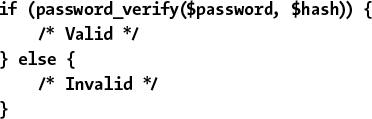 if (password_verify($password, $hash)) {
    /* Valid */
} else {
    /* Invalid */
}